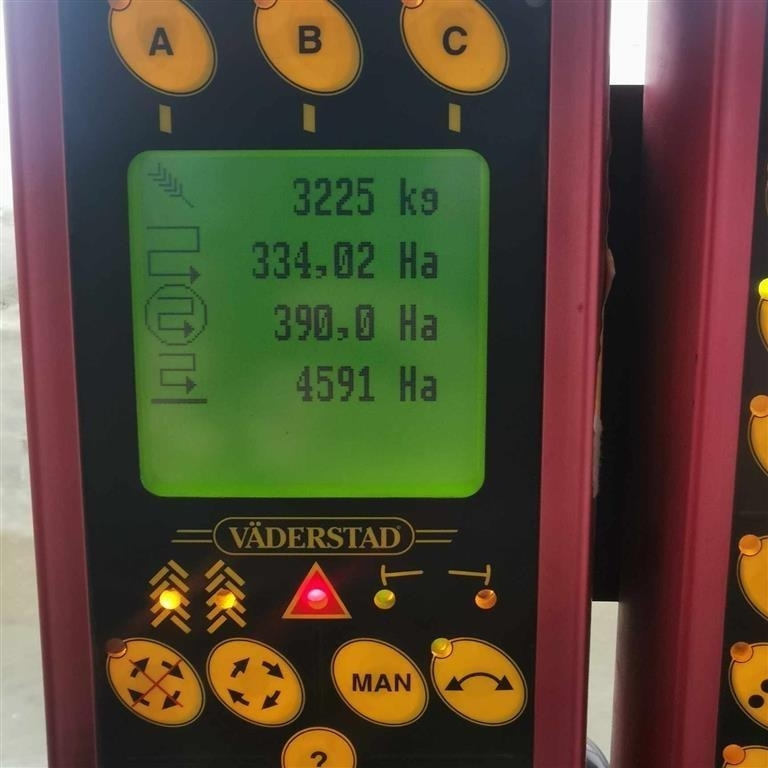 A B C
3225 kg
334,02 Ha
390,0 Ha
4591 Ha
VÄDERSTAD
MAN
?